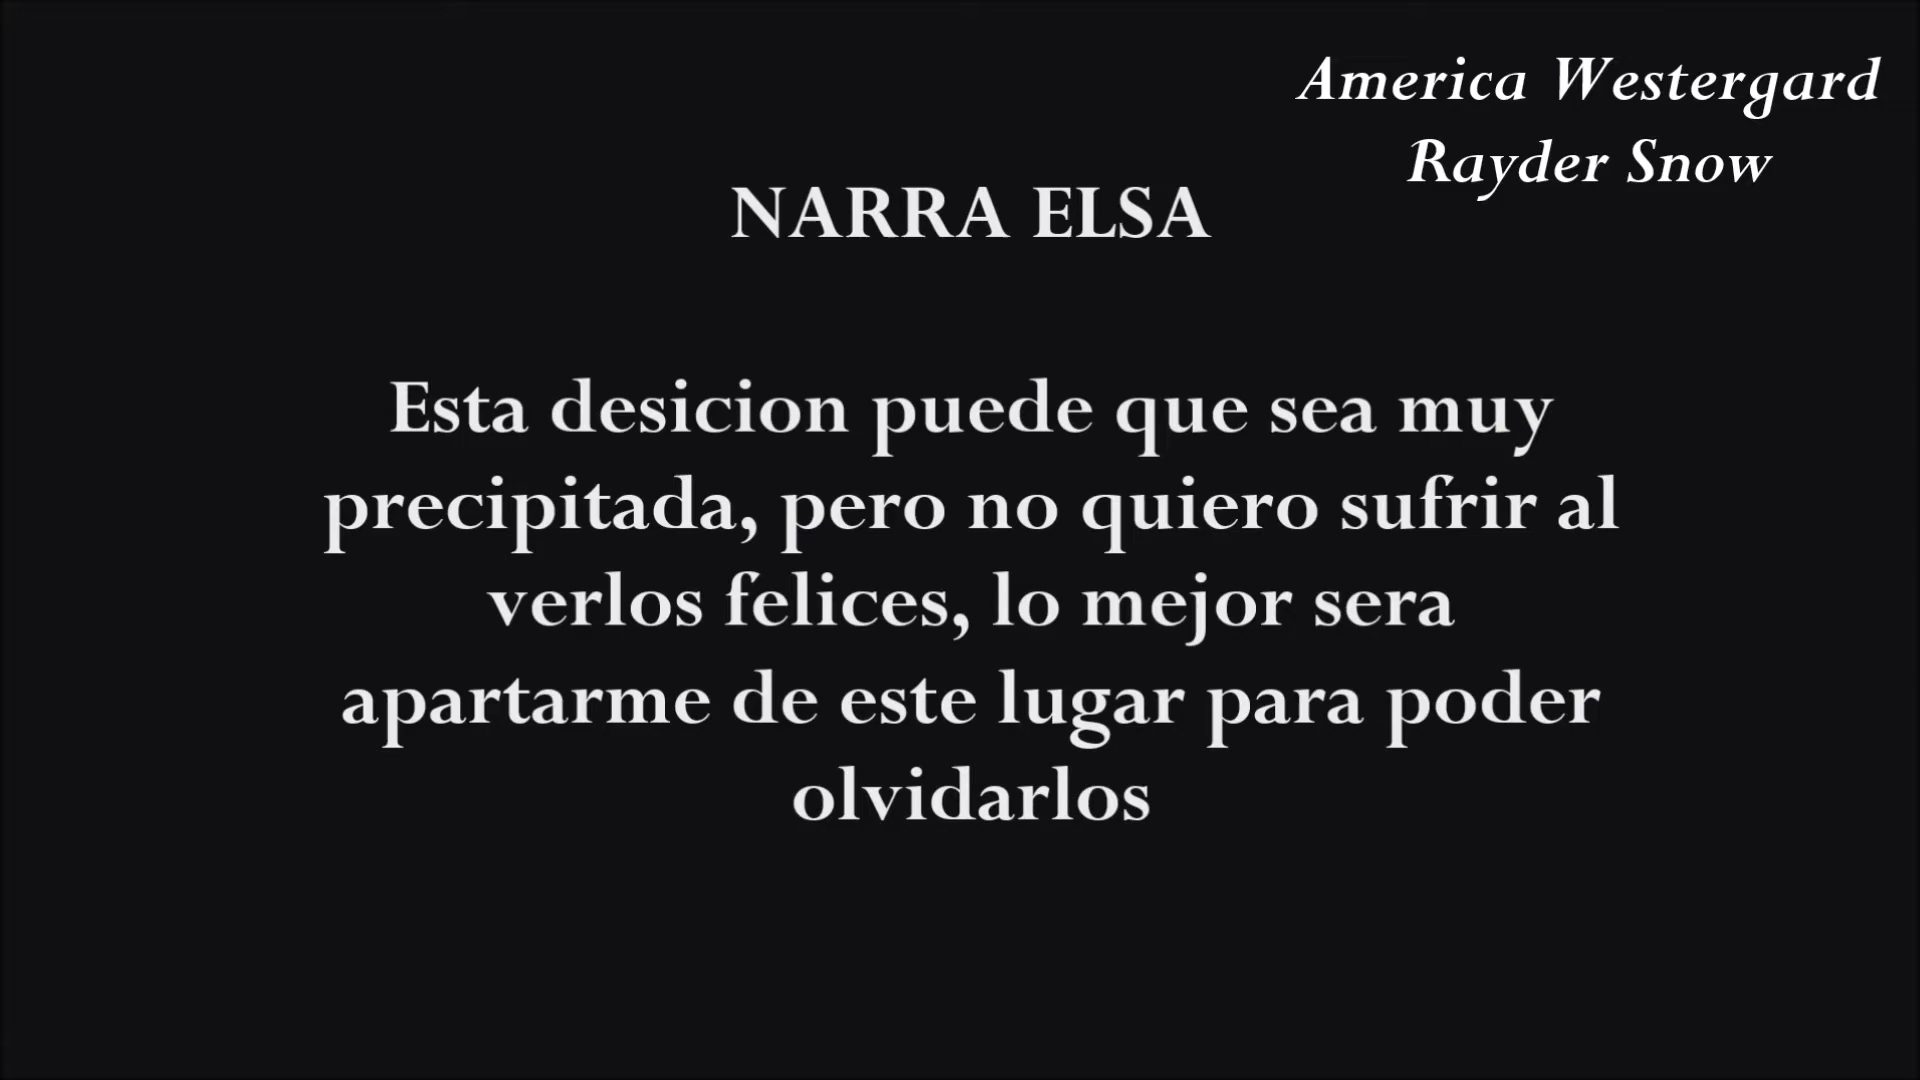 America Westergard
Rayder Snow
NARRA ELSA
Esta desicion puede que sea muy
precipitada, pero no quiero sufrir al
verlos felices, lo mejor sera
apartarme de este lugar para poder
olvidarlos